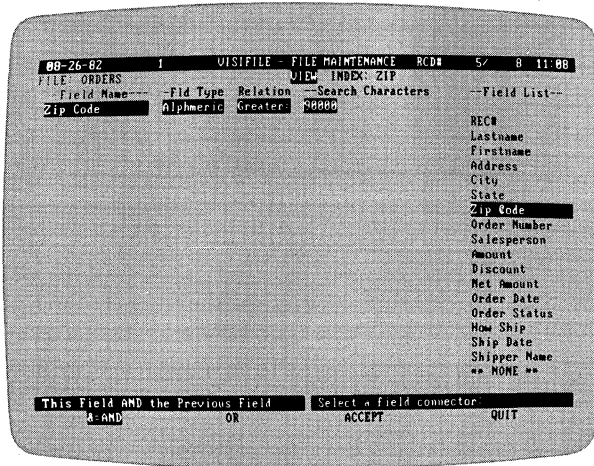 08-26-82 1 VISIFILE - FILE MAINTENANCE RCD# 5/ 8 11:08
FILE: ORDERS VIEW INDEX: ZIP
--Field Name--- -Fld Type Relation --Search Characters --Field List--
Zip Code Alphmeric Greater: 90000
REC#
Lastname
Firstname
Address
City
State
Zip Code
Order Number
Salesperson
Amount
Discount
Net Amount
Order Date
Order Status
How Ship
Ship Date
Shipper Name
** NONE **
This Field AND the Previous Field Select a field connector:
A:AND OR ACCEPT QUIT